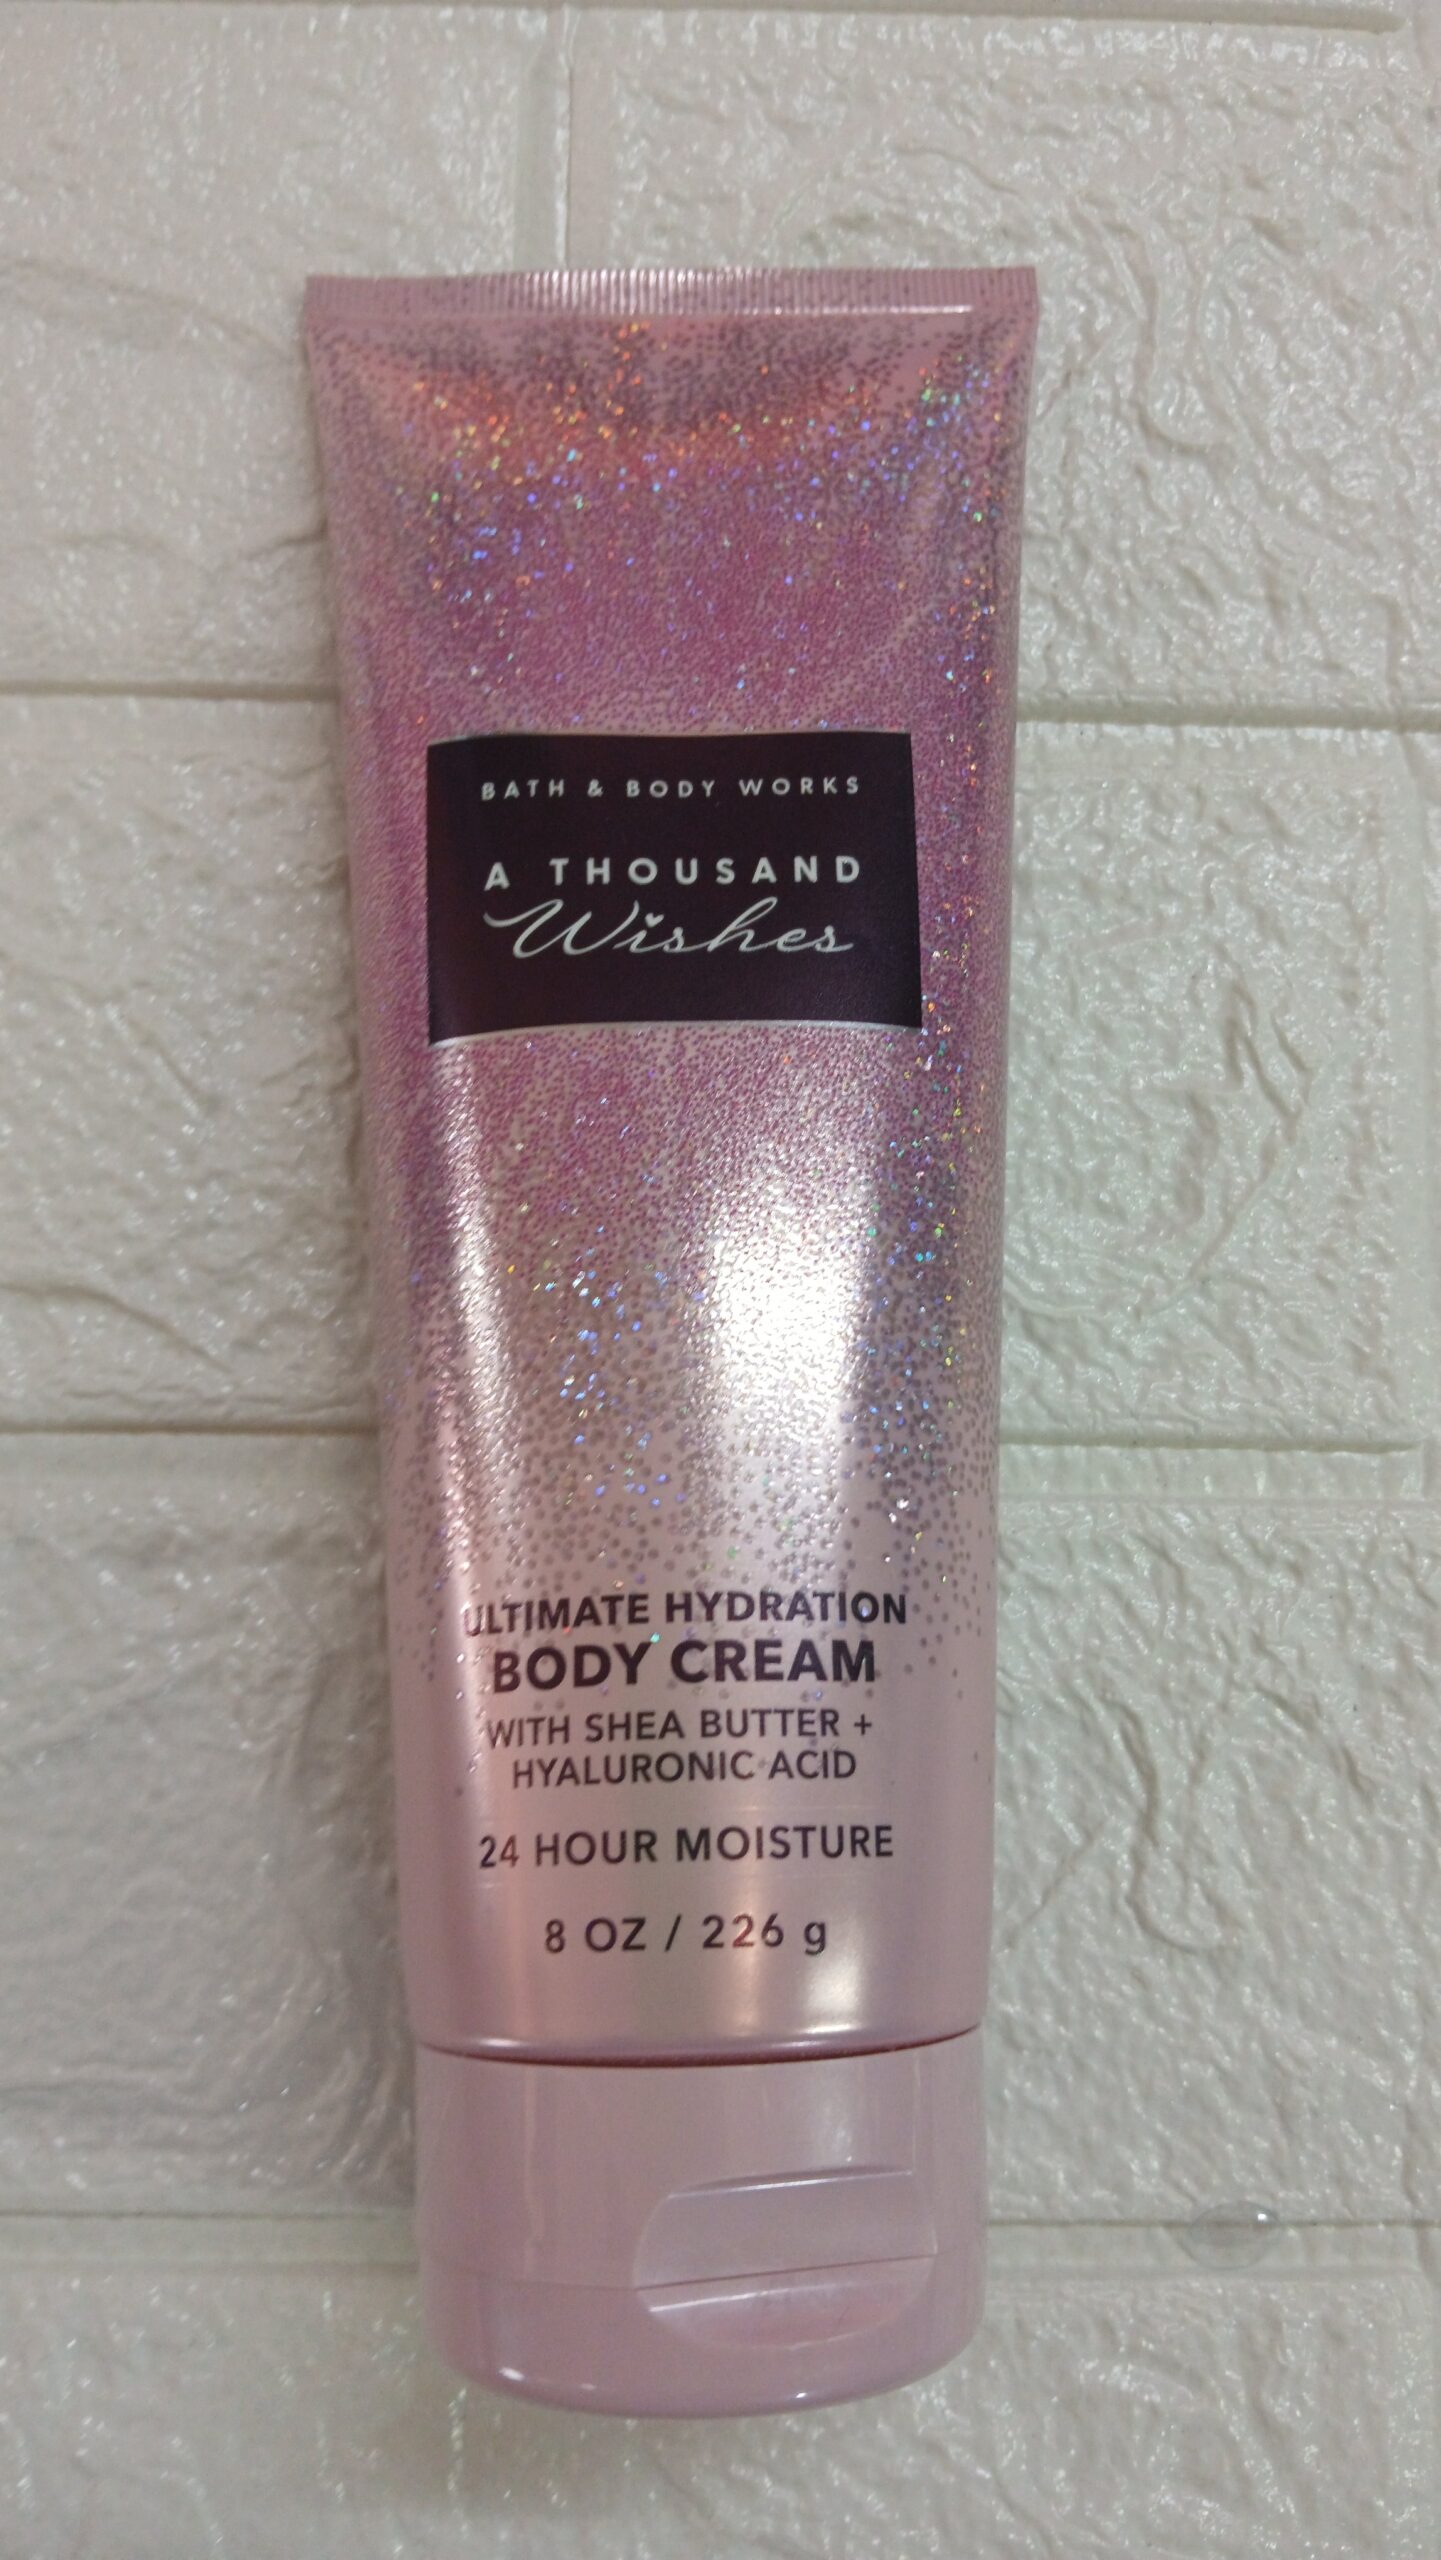 BATH & BODY WORKS
A THOUSAND
Wishes
ULTIMATE HYDRATION
BODY CREAM
WITH SHEA BUTTER +
HYALURONIC ACID
24 HOUR MOISTURE
8 OZ / 226 g